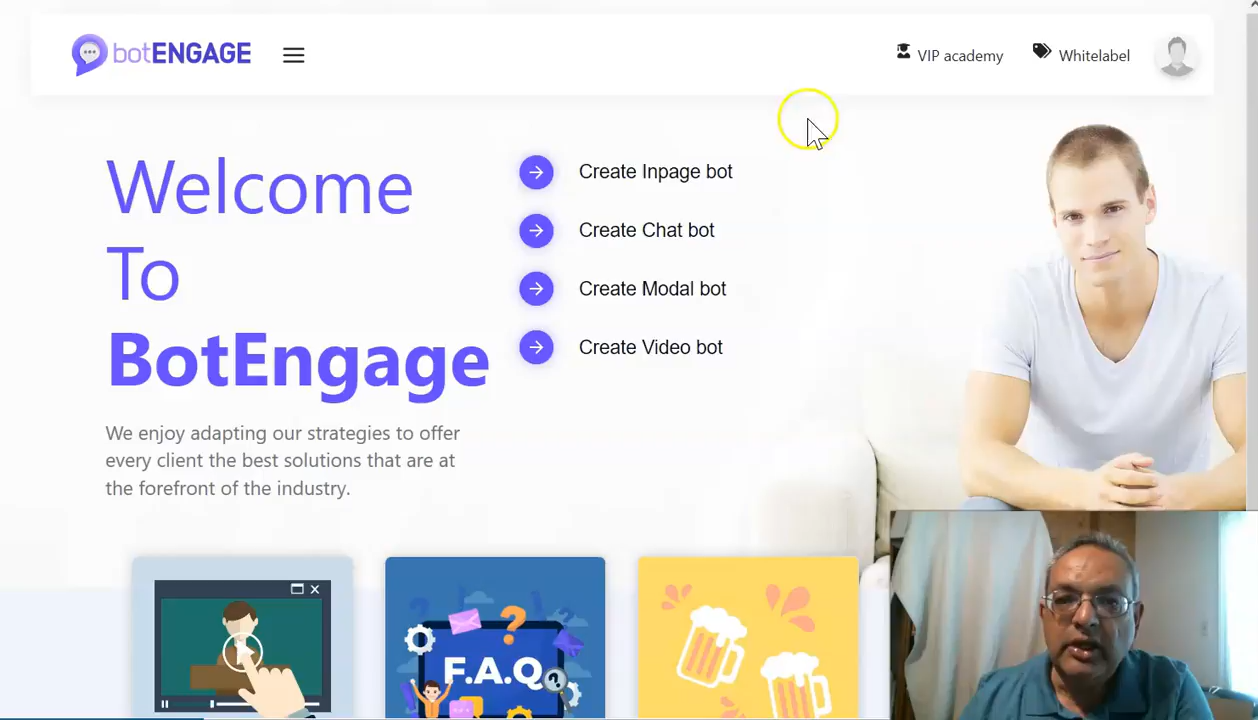 botENGAGE
VIP academy
Whitelabel
Welcome
To
BotEngage
We enjoy adapting our strategies to offer
every client the best solutions that are at
the forefront of the industry.
Create Inpage bot
Create Chat bot
Create Modal bot
Create Video bot
F.A.Q